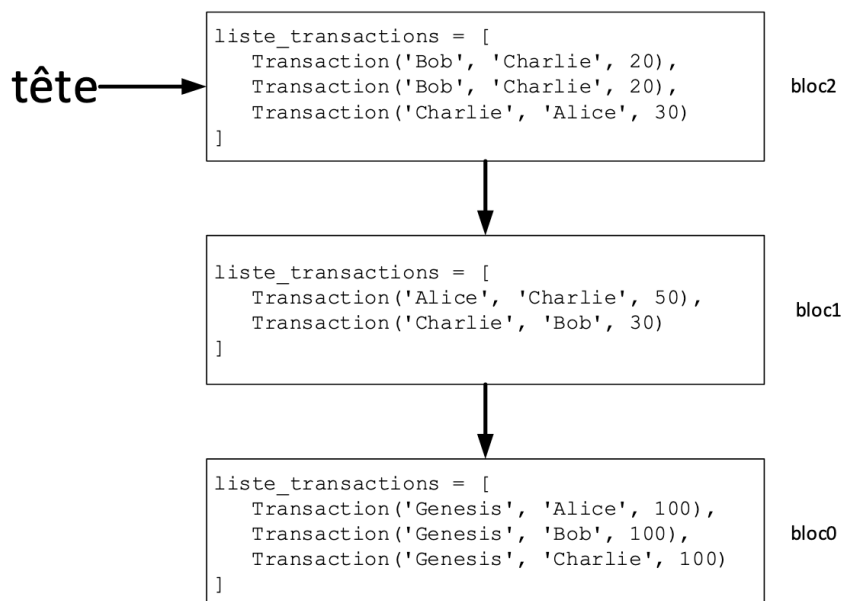 liste_transactions = [
Transaction('Bob', 'Charlie', 20),
Transaction('Bob', 'Charlie', 20),
Transaction('Charlie', 'Alice', 30)
]
tête
bloc2
liste_transactions = [
Transaction('Alice', 'Charlie', 50),
Transaction('Charlie', 'Bob', 30)
]
bloc1
liste_transactions = [
Transaction('Genesis', 'Alice', 100),
Transaction('Genesis', 'Bob', 100),
Transaction('Genesis', 'Charlie', 100)
]
bloc0